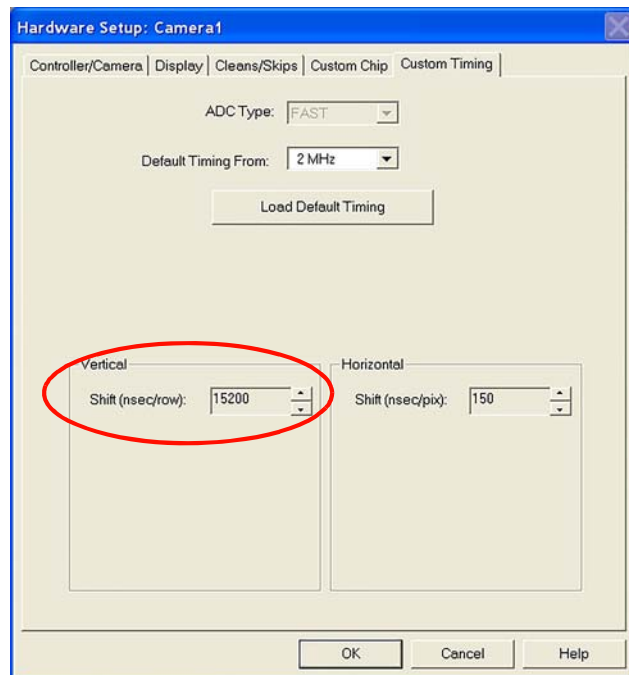 Hardware Setup: Camera1
Controller/Camera Display Cleans/Skips Custom Chip Custom Timing
ADC Type: FAST
Default Timing From: 2 MHz
Load Default Timing
Vertical Horizontal
Shift (nsec/row): 15200 Shift (nsec/pix): 150
OK Cancel Help